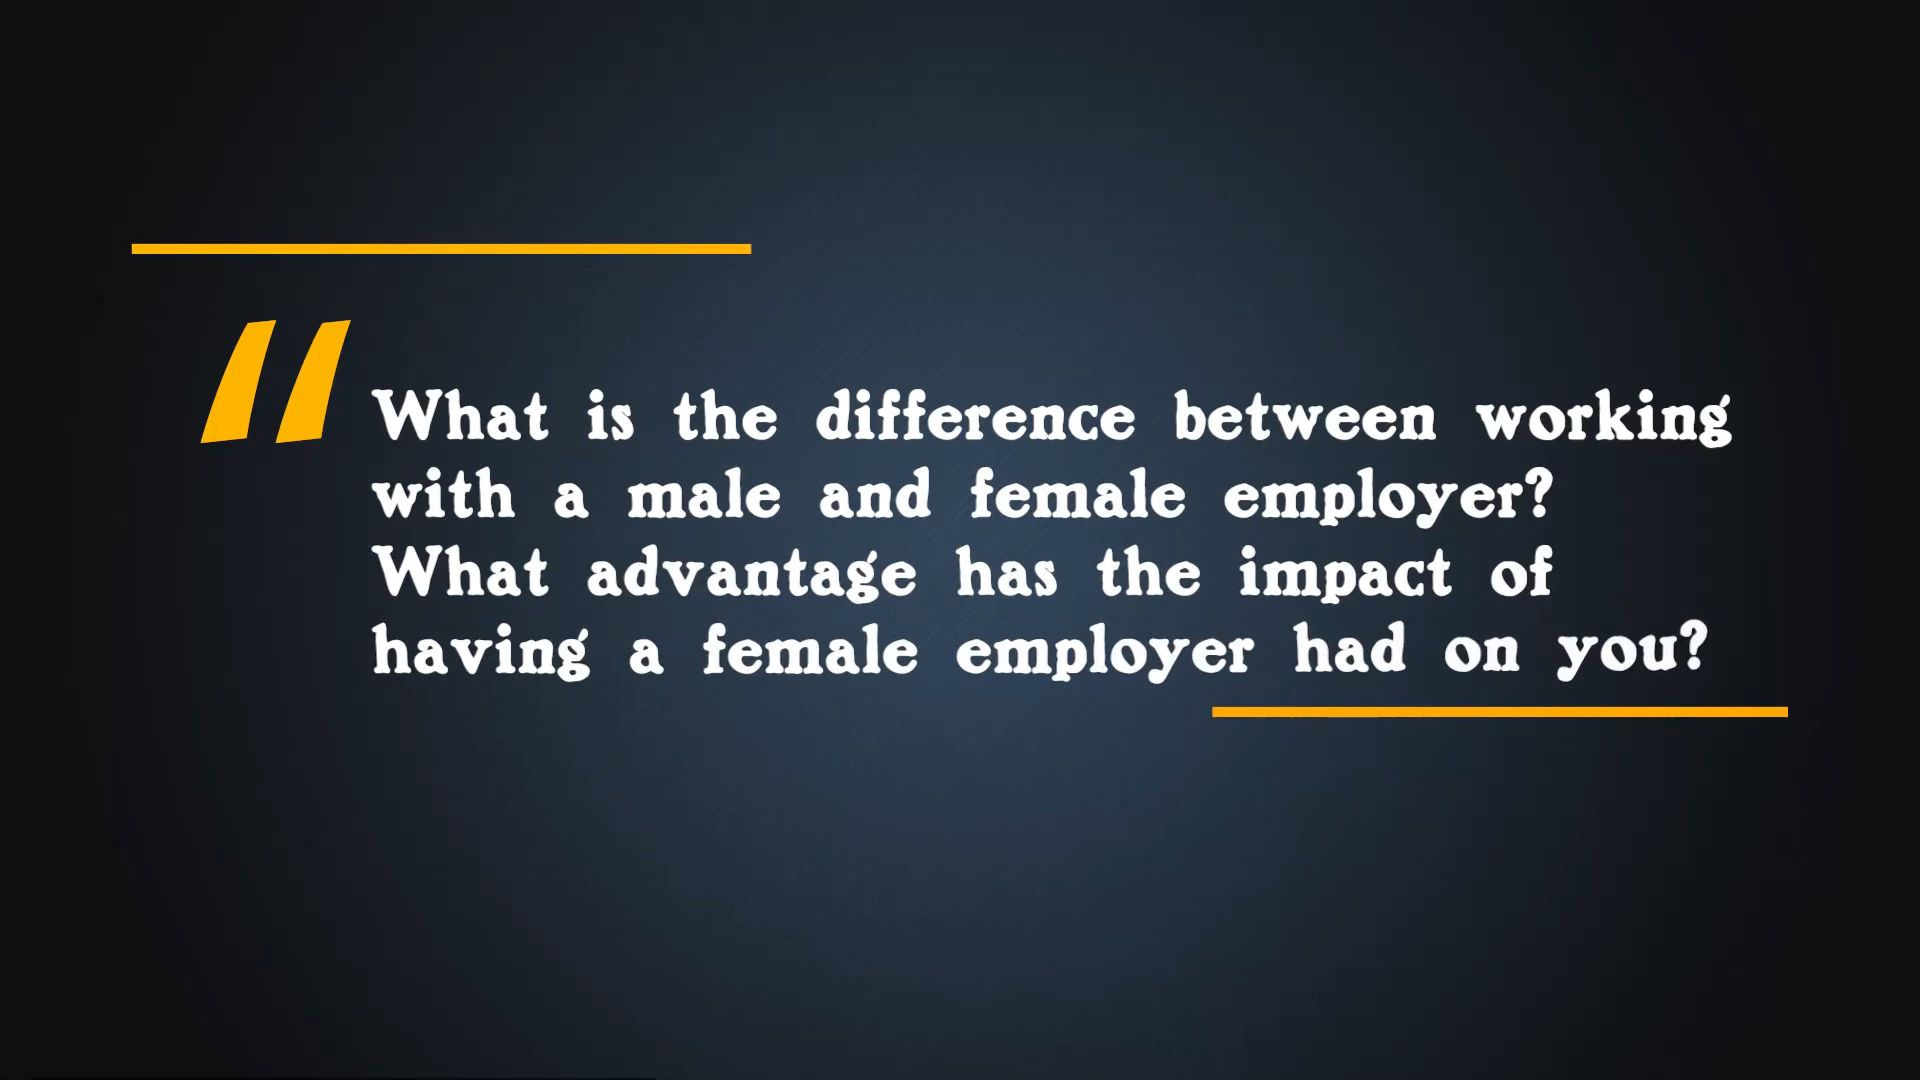 “What is the difference between working
with a male and female employer?
What advantage has the impact of
having a female employer had on you?